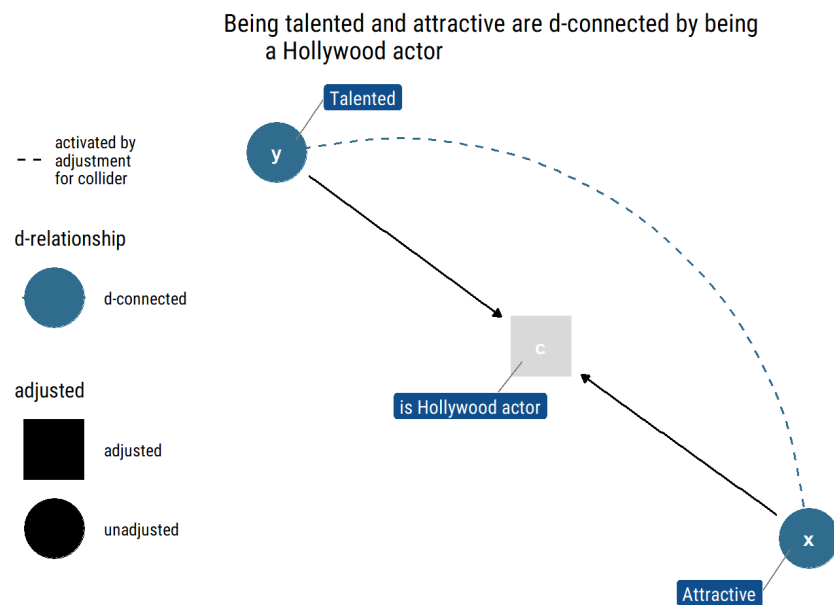 Being talented and attractive are d-connected by being
a Hollywood actor
Talented
y
activated by
adjustment
for collider
d-relationship
d-connected
c
is Hollywood actor
adjusted
adjusted
unadjusted
x
Attractive